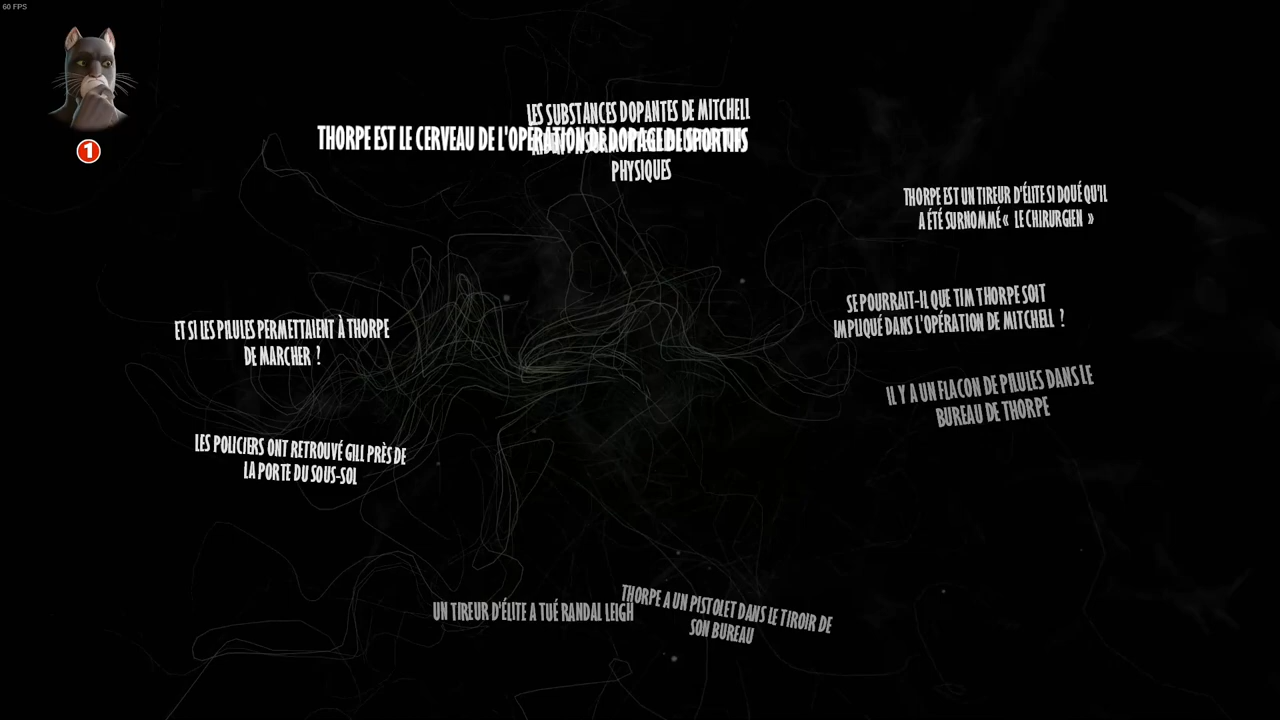 60 FPS
1
LES SUBSTANCES DOPANTES DE MITCHELL
THORPE EST LE CERVEAU DE L'OPÉRATION DE DOPAGE DE SPORTIFS
PHYSIQUES
THORPE EST UN TIREUR D'ÉLITE SI DOUÉ QU'IL
A ÉTÉ SURNOMMÉ « LE CHIRURGIEN »
SE POURRAIT-IL QUE TIM THORPE SOIT
IMPLIQUÉ DANS L'OPÉRATION DE MITCHELL ?
ET SI LES PILULES PERMETTAIENT À THORPE
DE MARCHER ?
IL Y A UN FLACON DE PILULES DANS LE
BUREAU DE THORPE
LES POLICIERS ONT RETROUVÉ GILL PRÈS DE
LA PORTE DU SOUS-SOL
UN TIREUR D'ÉLITE A TUÉ RANDAL LEIGH
THORPE A UN PISTOLET DANS LE TIROIR DE
SON BUREAU